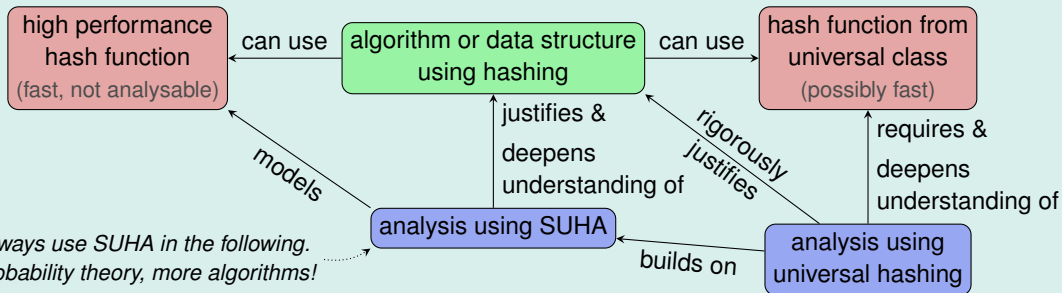 high performance
hash function
(fast, not analysable)
can use
algorithm or data structure
using hashing
can use
hash function from
universal class
(possibly fast)
justifies &
deepens
understanding of
rigorously
justifies
requires &
deepens
understanding of
models
analysis using SUHA
builds on
analysis using
universal hashing
use SUHA in the following.
theory, more algorithms!